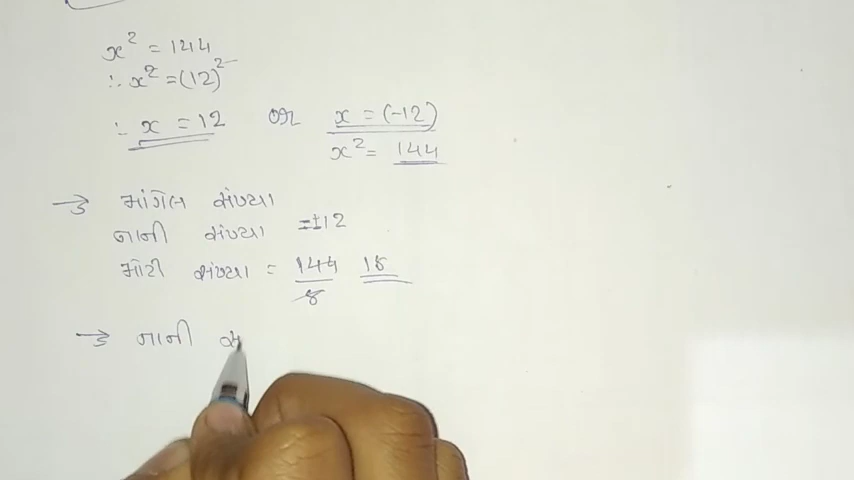 x² = 144
∴ x² = (12)²
∴ x = 12 or x = (-12)
x² = 144
→ માંગેલ સંખ્યા
નાની સંખ્યા = ±12
મોટી સંખ્યા = 144/8 18
→ નાની